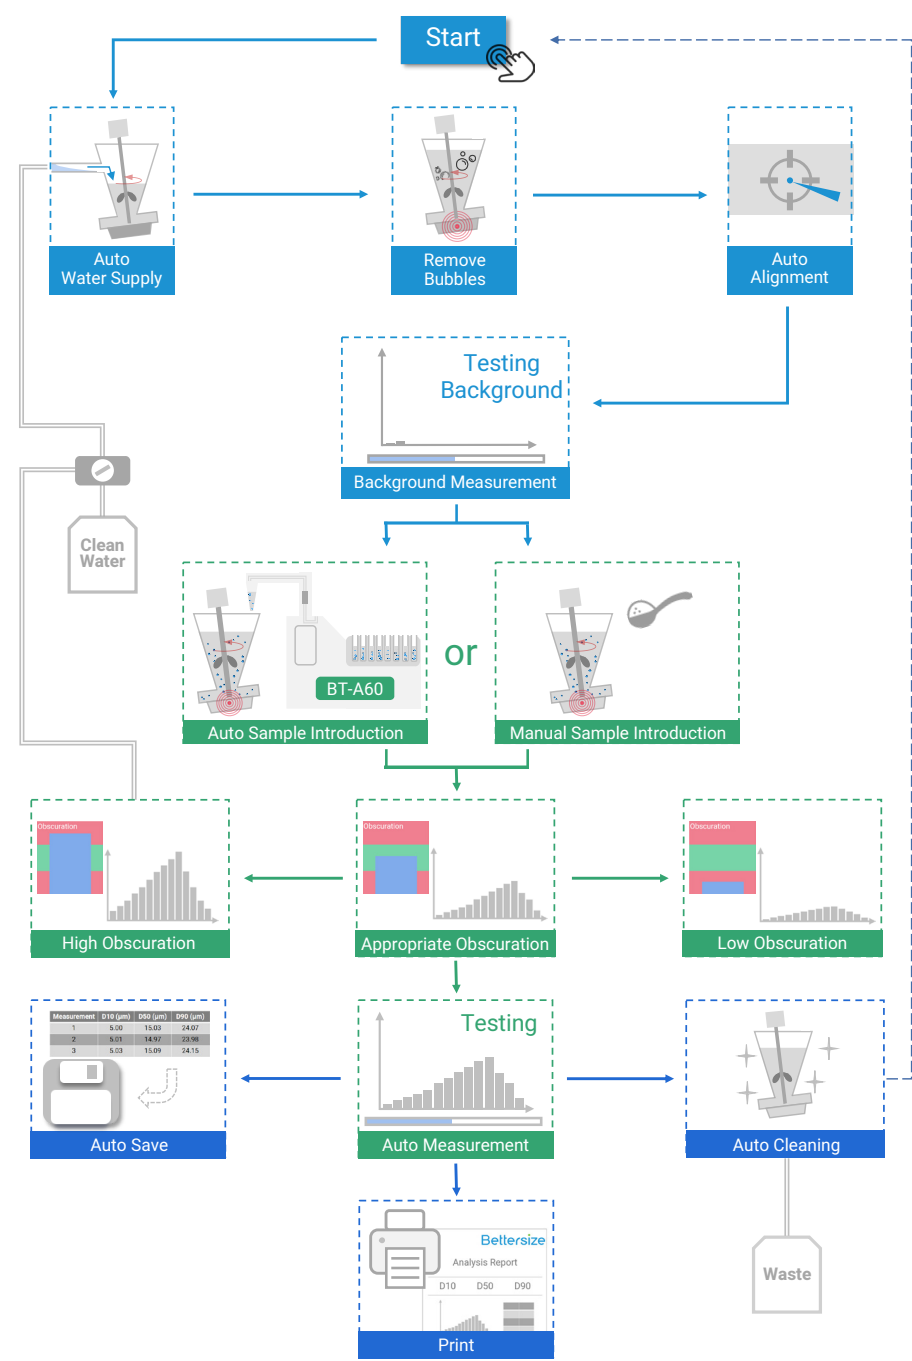 Start
Auto
Water Supply
Remove
Bubbles
Auto
Alignment
Testing
Background
Background Measurement
Clean
Water
or
BT-A60
Auto Sample Introduction
Manual Sample Introduction
Obscuration
High Obscuration
Obscuration
Appropriate Obscuration
Obscuration
Low Obscuration
Measurement D10 (μm) D50 (μm) D90 (μm)
1 5.00 15.03 24.07
2 5.01 14.97 23.98
3 5.03 15.09 24.15
Auto Save
Testing
Auto Measurement
Auto Cleaning
Waste
Bettersize
Analysis Report
D10 D50 D90
Print